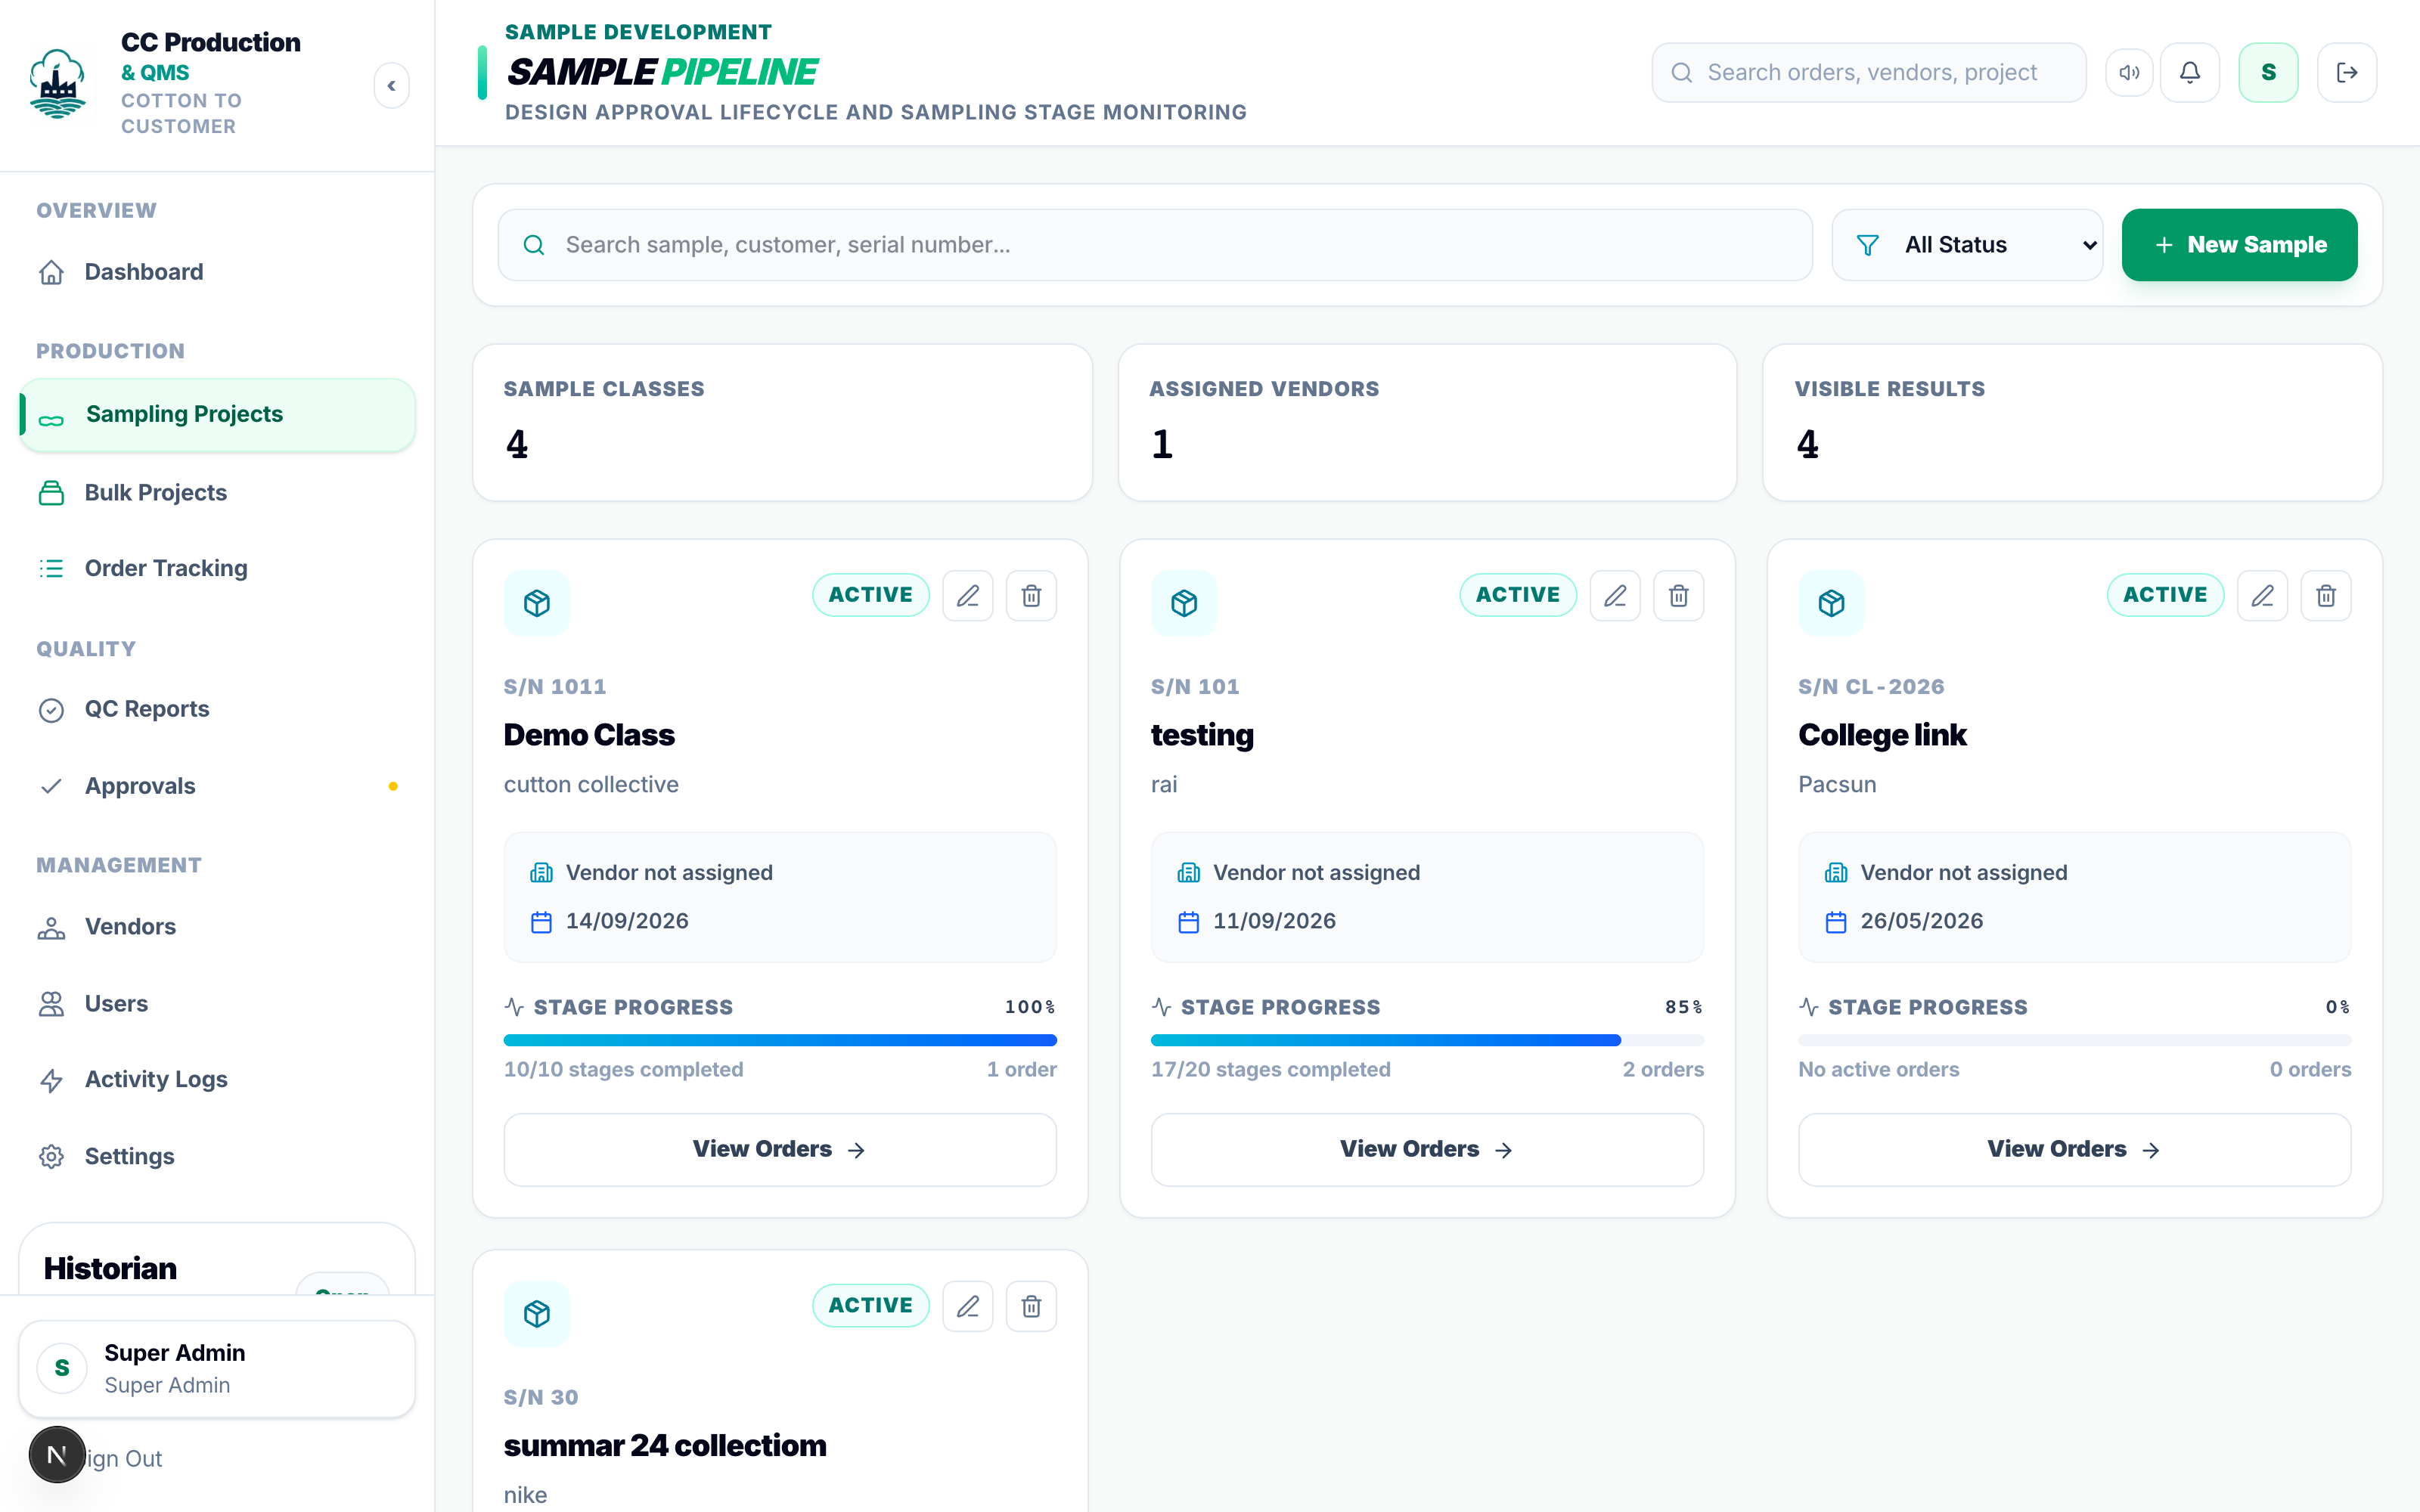 CC Production
& QMS
COTTON TO
CUSTOMER
OVERVIEW
Dashboard
PRODUCTION
Sampling Projects
Bulk Projects
Order Tracking
QUALITY
QC Reports
Approvals
MANAGEMENT
Vendors
Users
Activity Logs
Settings
Historian
Open
S
Super Admin
Super Admin
N
ign Out
SAMPLE DEVELOPMENT
SAMPLE PIPELINE
DESIGN APPROVAL LIFECYCLE AND SAMPLING STAGE MONITORING
Search orders, vendors, project
S
Search sample, customer, serial number...
All Status
+ New Sample
SAMPLE CLASSES
4
ASSIGNED VENDORS
1
VISIBLE RESULTS
4
ACTIVE
S/N 1011
Demo Class
cutton collective
Vendor not assigned
14/09/2026
STAGE PROGRESS 100%
10/10 stages completed 1 order
View Orders →
ACTIVE
S/N 101
testing
rai
Vendor not assigned
11/09/2026
STAGE PROGRESS 85%
17/20 stages completed 2 orders
View Orders →
ACTIVE
S/N CL-2026
College link
Pacsun
Vendor not assigned
26/05/2026
STAGE PROGRESS 0%
No active orders 0 orders
View Orders →
ACTIVE
S/N 30
summar 24 collectiom
nike